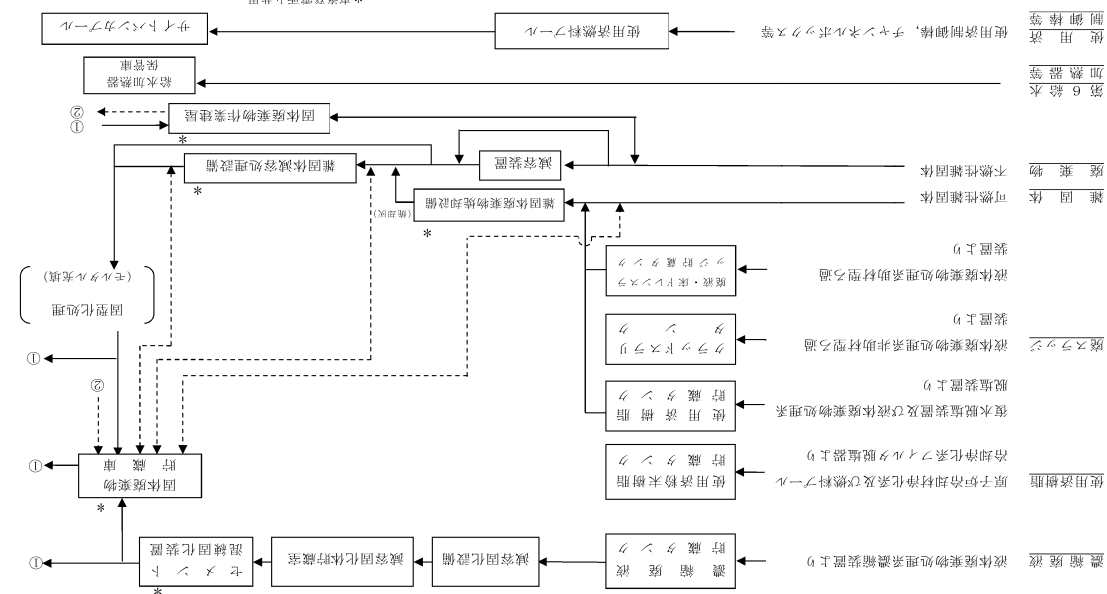 濃縮廃液
液体廃棄物処理系濃縮装置より
濃縮廃液
貯蔵タンク
減容固化設備
減容固化体貯蔵室
*
セメント
混練固化装置
①
使用済樹脂
原子炉冷却材浄化系及び燃料プール
冷却浄化系フィルタ脱塩器より
使用済粉末樹脂
貯蔵タンク
*
固体廃棄物
貯蔵庫
①
復水脱塩装置及び液体廃棄物処理系
脱塩装置より
使用済樹脂
貯蔵タンク
②
廃スラッジ
液体廃棄物処理系非助材型ろ過
装置より
クラッドスラリ
タンク
①
液体廃棄物処理系助材型ろ過
装置より
廃液・床ドレンスラ
ッジ貯蔵タンク
固型化処理
(モルタル充填)
雑固体
廃棄物
可燃性雑固体
*
雑固体廃棄物焼却設備
(焼却灰)
不燃性雑固体
減容装置
*
雑固体減容処理設備
*
固体廃棄物作業建屋
①
②
第6給水
加熱器等
給水加熱器
保管庫
使用済
制御棒等
使用済制御棒，チャンネルボックス等
使用済燃料プール
サイトバンカプール